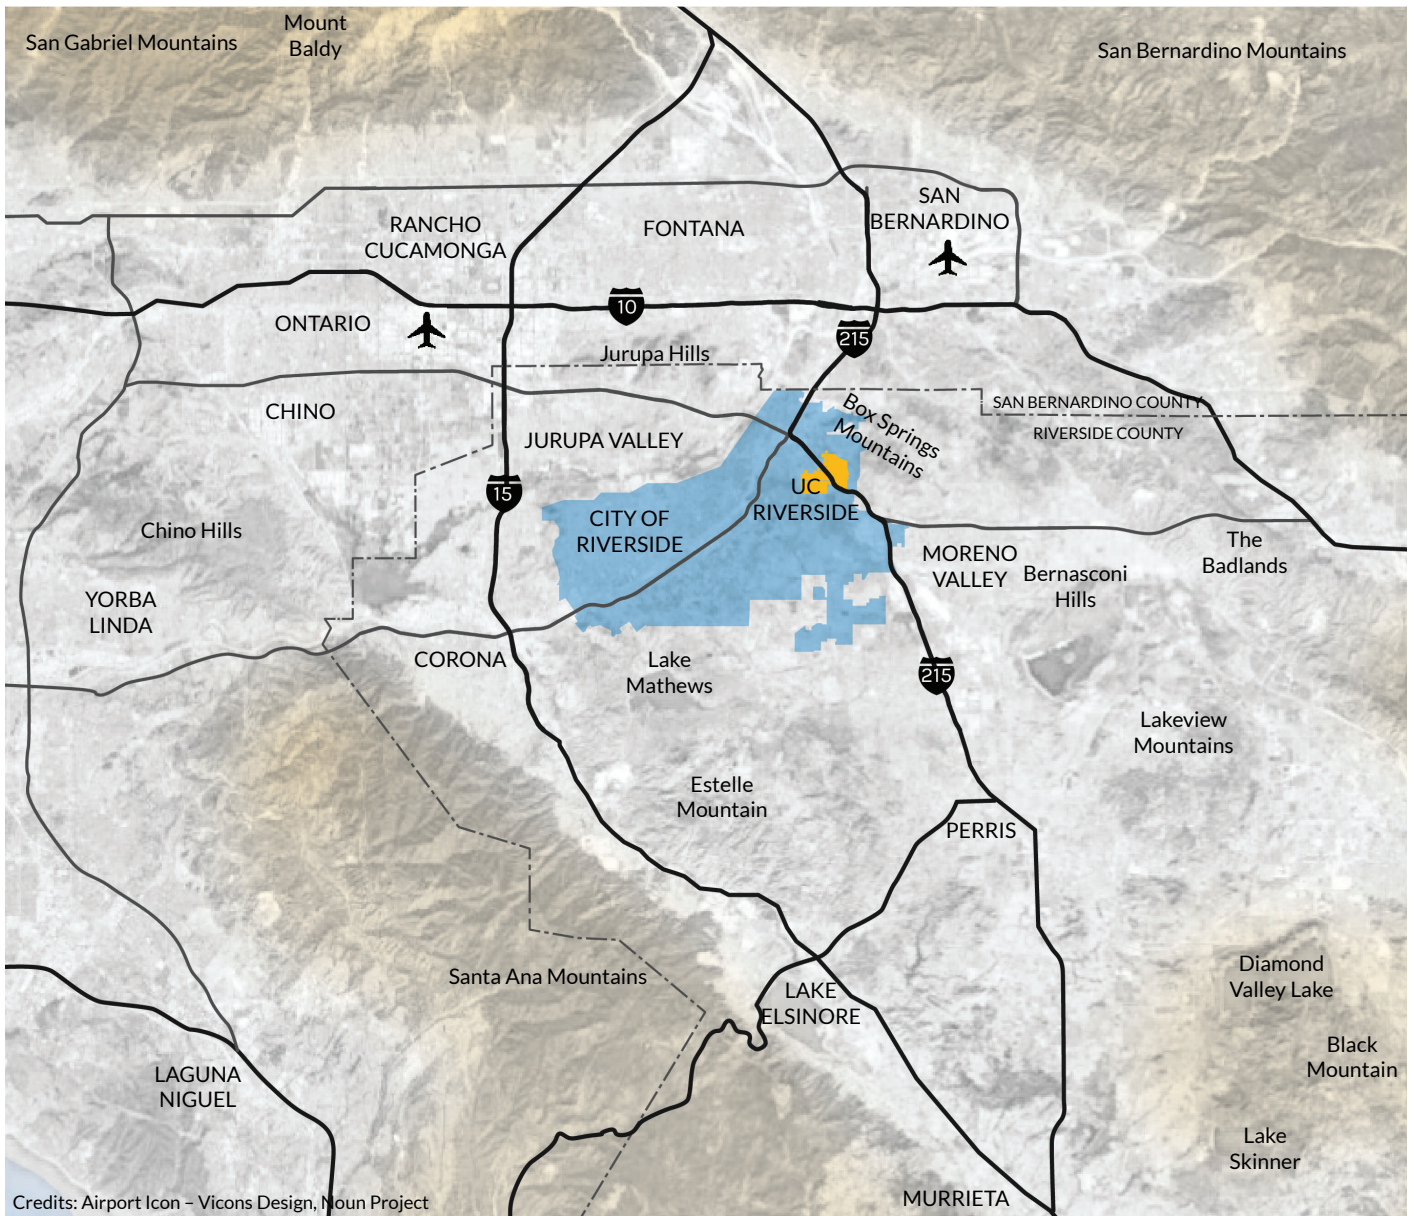 San Gabriel Mountains
Mount
Baldy
San Bernardino Mountains
RANCHO
CUCAMONGA
FONTANA
SAN
BERNARDINO
ONTARIO
10
215
Jurupa Hills
CHINO
JURUPA VALLEY
Box Springs
Mountains
SAN BERNARDINO COUNTY
RIVERSIDE COUNTY
15
UC
RIVERSIDE
CITY OF
RIVERSIDE
Chino Hills
MORENO
VALLEY
Bernasconi
Hills
The
Badlands
YORBA
LINDA
CORONA
Lake
Mathews
215
Lakeview
Mountains
Estelle
Mountain
PERRIS
Santa Ana Mountains
LAKE
ELSINORE
Diamond
Valley Lake
Black
Mountain
LAGUNA
NIGUEL
Lake
Skinner
MURRIETA
Credits: Airport Icon – Vicons Design, Noun Project